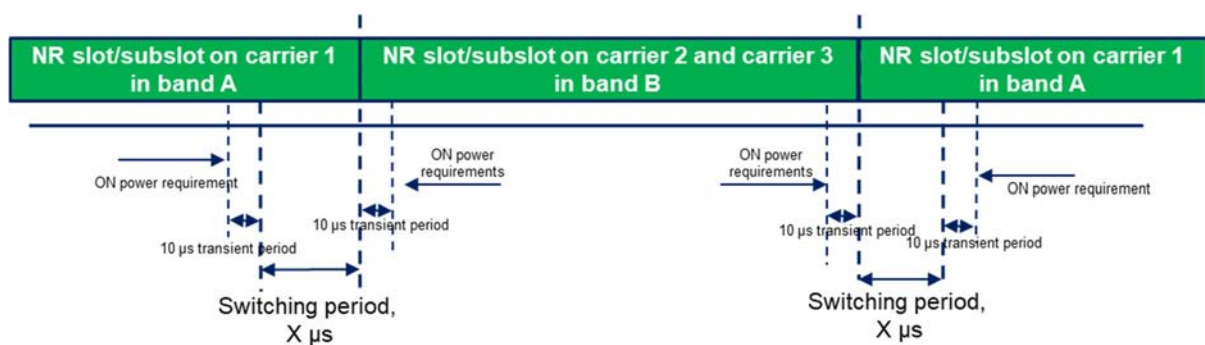 NR slot/subslot on carrier 1
in band A
NR slot/subslot on carrier 2 and carrier 3
in band B
NR slot/subslot on carrier 1
in band A
ON power requirement
10 µs transient period
ON power
requirements
10 µs transient period
Switching period,
X µs
ON power
requirements
10 µs transient period
ON power requirement
10 µs transient period
Switching period,
X µs